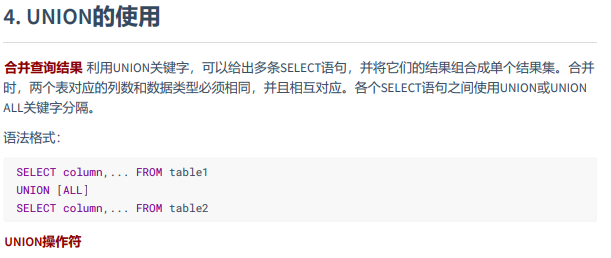 4. UNION的使用
合并查询结果 利用UNION关键字，可以给出多条SELECT语句，并将它们的结果组合成单个结果集。合并
时，两个表对应的列数和数据类型必须相同，并且相互对应。各个SELECT语句之间使用UNION或UNION
ALL关键字分隔。
语法格式：
SELECT column,... FROM table1
UNION [ALL]
SELECT column,... FROM table2
UNION操作符